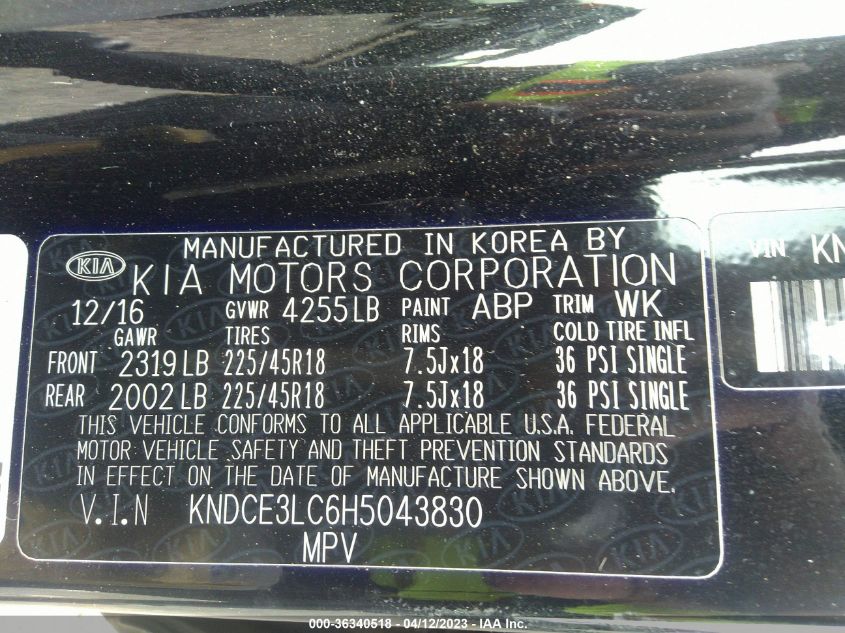 MANUFACTURED IN KOREA BY
KIA KIA MOTORS CORPORATION
12/16 GVWR 4255LB PAINT ABP TRIM WK
GAWR TIRES RIMS COLD TIRE INFL
FRONT 2319LB 225/45R18 7.5Jx18 36 PSI SINGLE
REAR 2002LB 225/45R18 7.5Jx18 36 PSI SINGLE
THIS VEHICLE CONFORMS TO ALL APPLICABLE U.S.A. FEDERAL
MOTOR VEHICLE SAFETY AND THEFT PREVENTION STANDARDS
IN EFFECT ON THE DATE OF MANUFACTURE SHOWN ABOVE.
V.I.N KNDCE3LC6H5043830
MPV
VIN KN
000-36340518 - 04/12/2023 - IAA Inc.